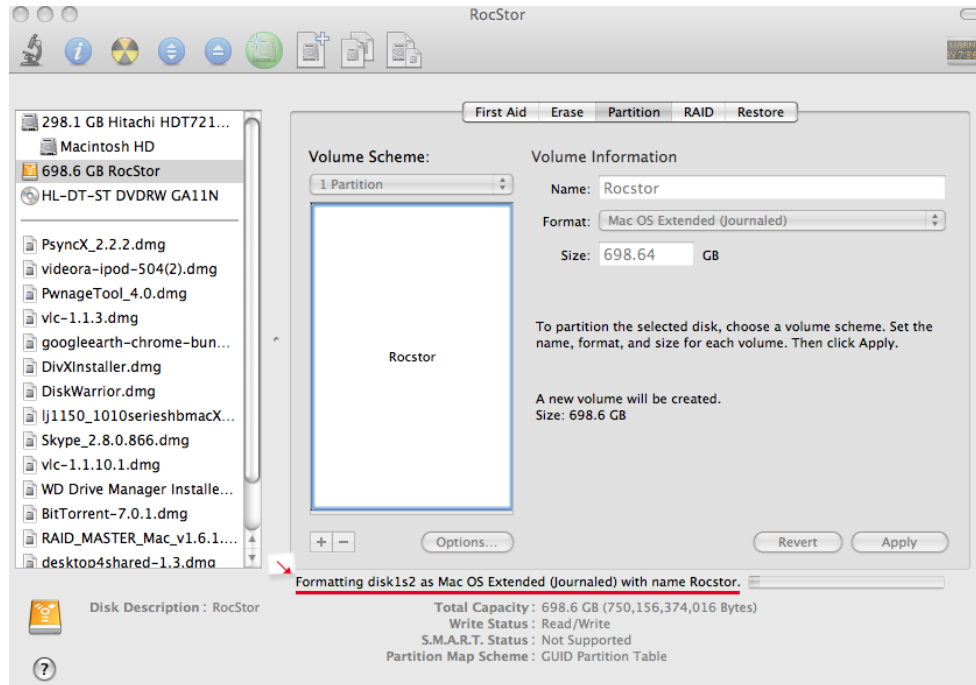 RocStor
First Aid Erase Partition RAID Restore
298.1 GB Hitachi HDT721...
Macintosh HD
698.6 GB RocStor
HL-DT-ST DVDRW GA11N
PsyncX_2.2.2.dmg
videora-ipod-504(2).dmg
PwnageTool_4.0.dmg
vlc-1.1.3.dmg
googleearth-chrome-bun...
DivXInstaller.dmg
DiskWarrior.dmg
lj1150_1010serieshbmacX...
Skype_2.8.0.866.dmg
vlc-1.1.10.1.dmg
WD Drive Manager Installe...
BitTorrent-7.0.1.dmg
RAID_MASTER_Mac_v1.6.1....
desktop4shared-1.3.dmg
Volume Scheme:
1 Partition
Rocstor
+ − Options...
Volume Information
Name: Rocstor
Format: Mac OS Extended (Journaled)
Size: 698.64 GB
To partition the selected disk, choose a volume scheme. Set the
name, format, and size for each volume. Then click Apply.
A new volume will be created.
Size: 698.6 GB
Revert Apply
Formatting disk1s2 as Mac OS Extended (Journaled) with name Rocstor.
Disk Description : RocStor
Total Capacity : 698.6 GB (750,156,374,016 Bytes)
Write Status : Read/Write
S.M.A.R.T. Status : Not Supported
Partition Map Scheme : GUID Partition Table
?